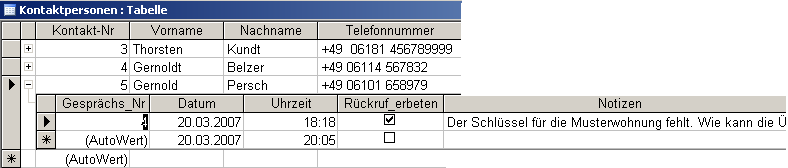 Kontaktpersonen : Tabelle
Kontakt-Nr Vorname Nachname Telefonnummer
3 Thorsten Kundt +49 06181 456789999
4 Gernoldt Belzer +49 06114 567832
5 Gernold Persch +49 06101 658979
Gesprächs_Nr Datum Uhrzeit Rückruf_erbeten Notizen
20.03.2007 18:18 Der Schlüssel für die Musterwohnung fehlt. Wie kann die Ü
(AutoWert) 20.03.2007 20:05
(AutoWert)